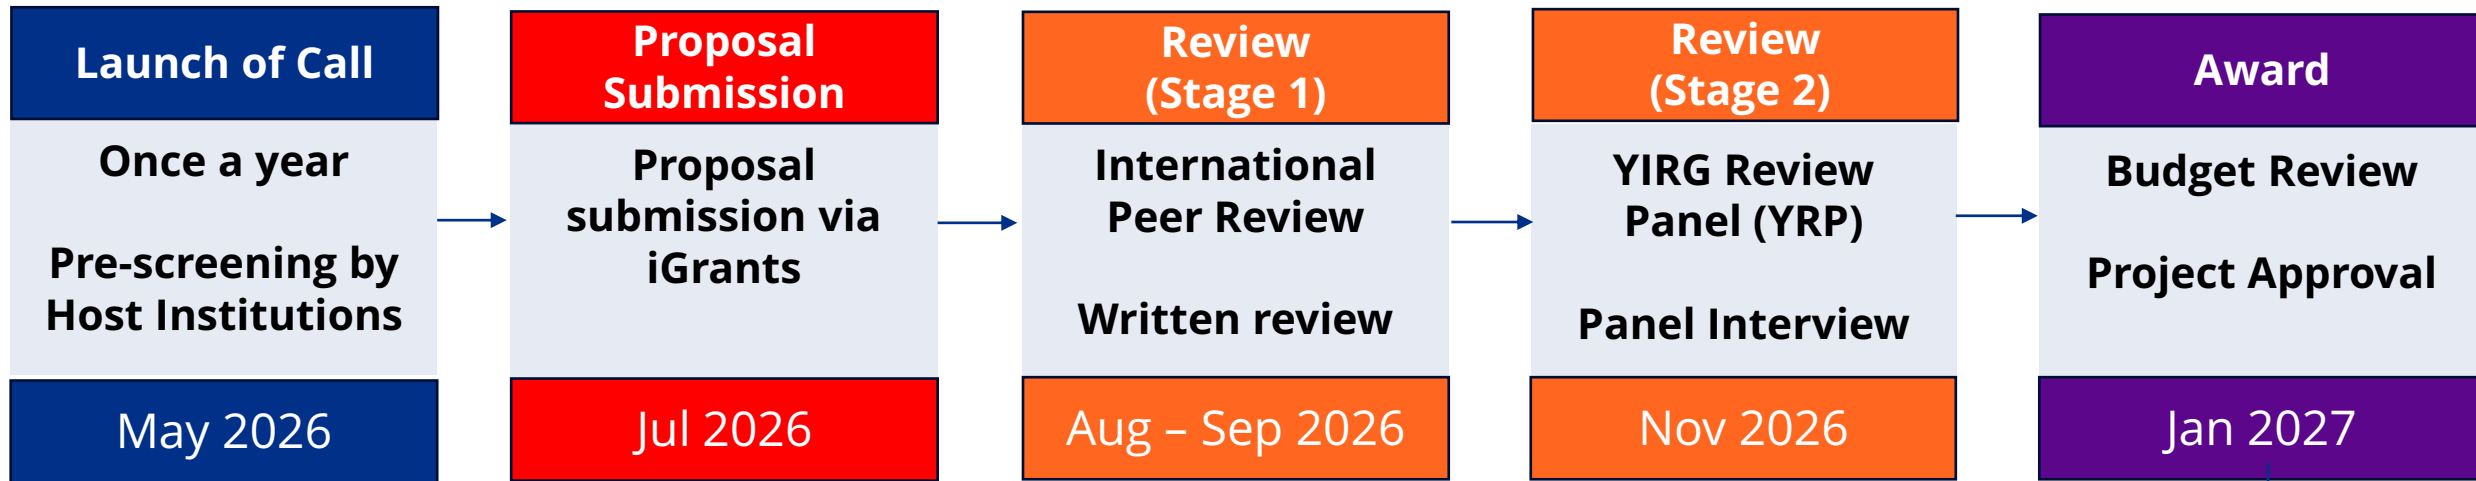 Launch of Call
Once a year
Pre-screening by
Host Institutions
May 2026
Proposal
Submission
Proposal
submission via
iGrants
Jul 2026
Review
(Stage 1)
International
Peer Review
Written review
Aug – Sep 2026
Review
(Stage 2)
YIRG Review
Panel (YRP)
Panel Interview
Nov 2026
Award
Budget Review
Project Approval
Jan 2027